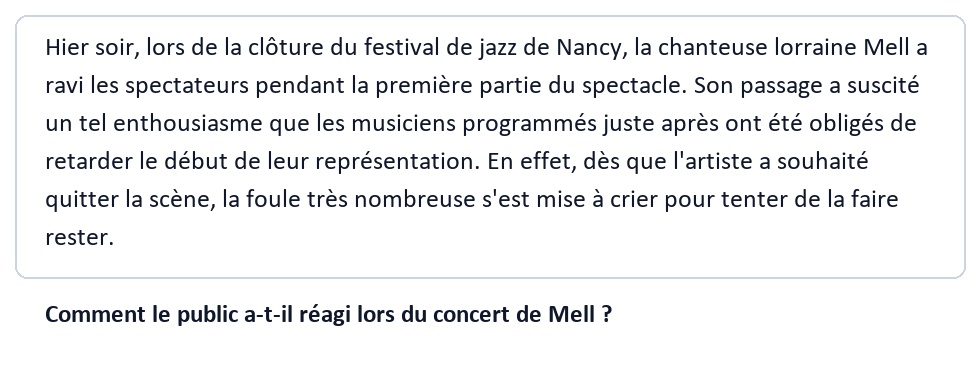 Hier soir, lors de la clôture du festival de jazz de Nancy, la chanteuse lorraine Mell a
ravi les spectateurs pendant la première partie du spectacle. Son passage a suscité
un tel enthousiasme que les musiciens programmés juste après ont été obligés de
retarder le début de leur représentation. En effet, dès que l'artiste a souhaité
quitter la scène, la foule très nombreuse s'est mise à crier pour tenter de la faire
rester.
Comment le public a-t-il réagi lors du concert de Mell ?